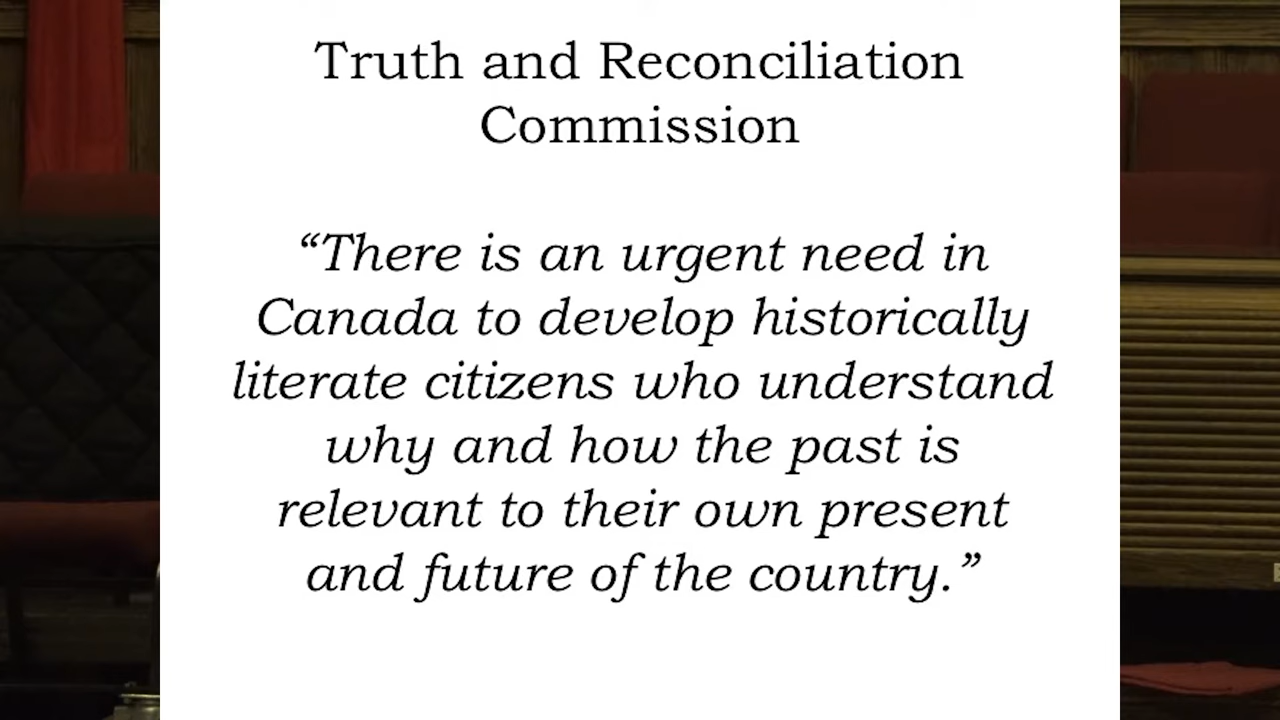 Truth and Reconciliation
Commission
“There is an urgent need in
Canada to develop historically
literate citizens who understand
why and how the past is
relevant to their own present
and future of the country.”